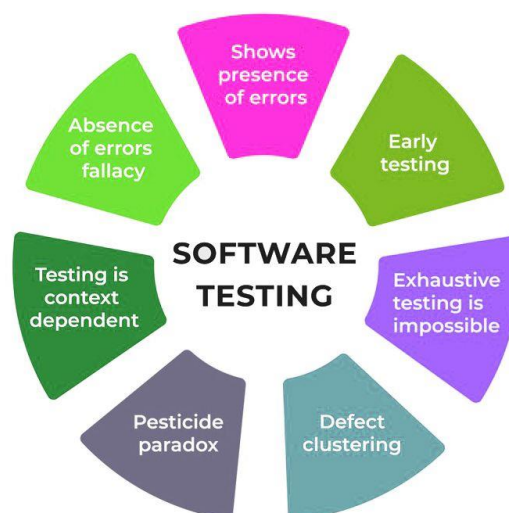 Shows
presence
of errors
Early
testing
Exhaustive
testing is
impossible
Defect
clustering
Pesticide
paradox
Testing is
context
dependent
Absence
of errors
fallacy
SOFTWARE
TESTING